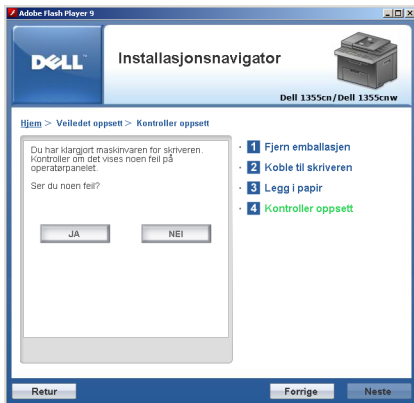 Adobe Flash Player 9
DELL™
Installasjonsnavigator
Dell 1355cn/Dell 1355cnw
Hjem > Veiledet oppsett > Kontroller oppsett
Du har klargjort maskinvaren for skriveren.
Kontroller om det vises noen feil på
operatørpanelet.
Ser du noen feil?
JA
NEI
· 1 Fjern emballasjen
· 2 Koble til skriveren
· 3 Legg i papir
· 4 Kontroller oppsett
Retur
Forrige
Neste